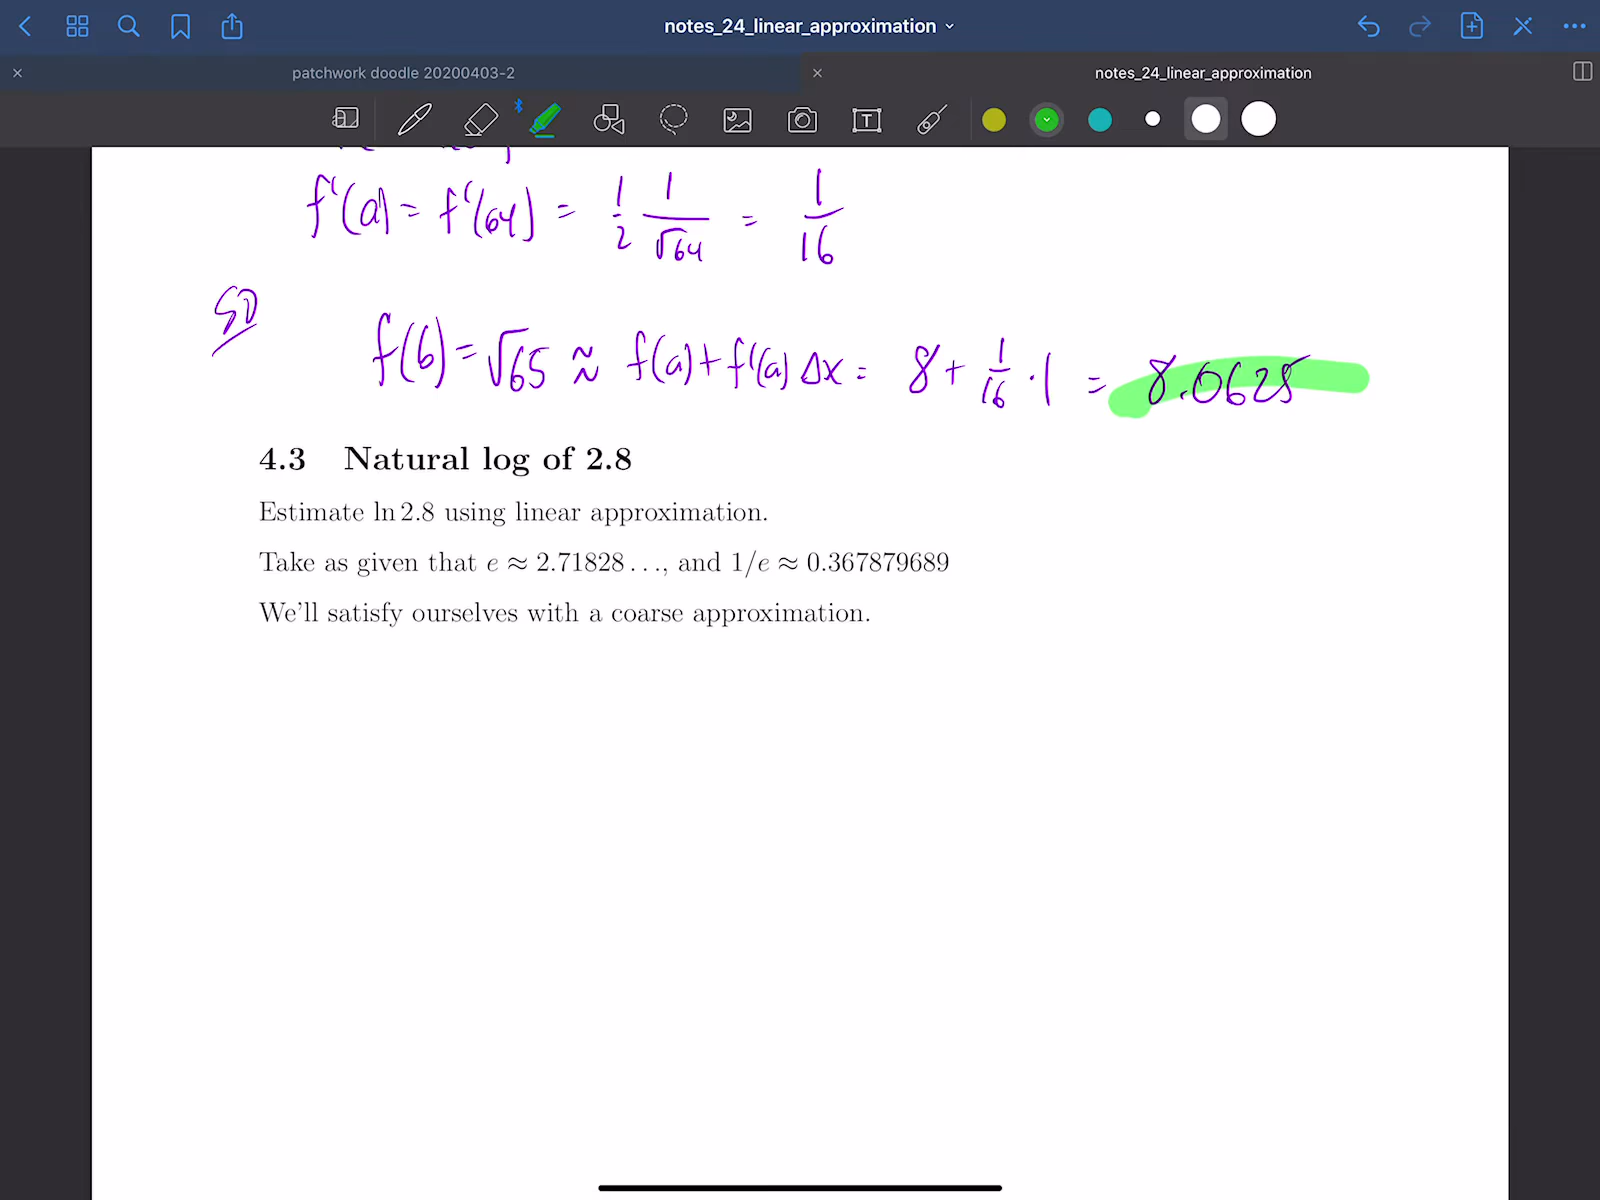 notes_24_linear_approximation
patchwork doodle 20200403-2
notes_24_linear_approximation
T
f'(a) = f'(64) = 1/2 1/√64 = 1/16
SO
f(b) = √65 ≈ f(a) + f'(a) Δx = 8 + 1/16 · 1 = 8.0625
4.3 Natural log of 2.8
Estimate ln 2.8 using linear approximation.
Take as given that e ≈ 2.71828 . . ., and 1/e ≈ 0.367879689
We'll satisfy ourselves with a coarse approximation.